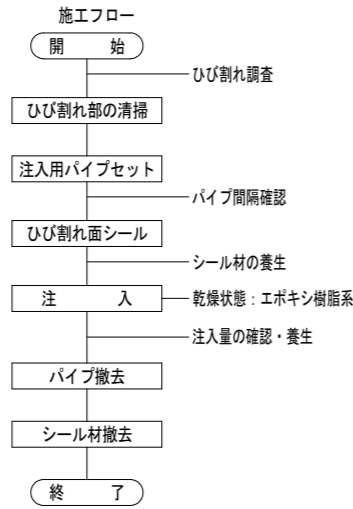 施工フロー
開　始
ひび割れ調査
ひび割れ部の清掃
注入用パイプセット
パイプ間隔確認
ひび割れ面シール
シール材の養生
注　入
乾燥状態：エポキシ樹脂系
注入量の確認・養生
パイプ撤去
シール材撤去
終　了